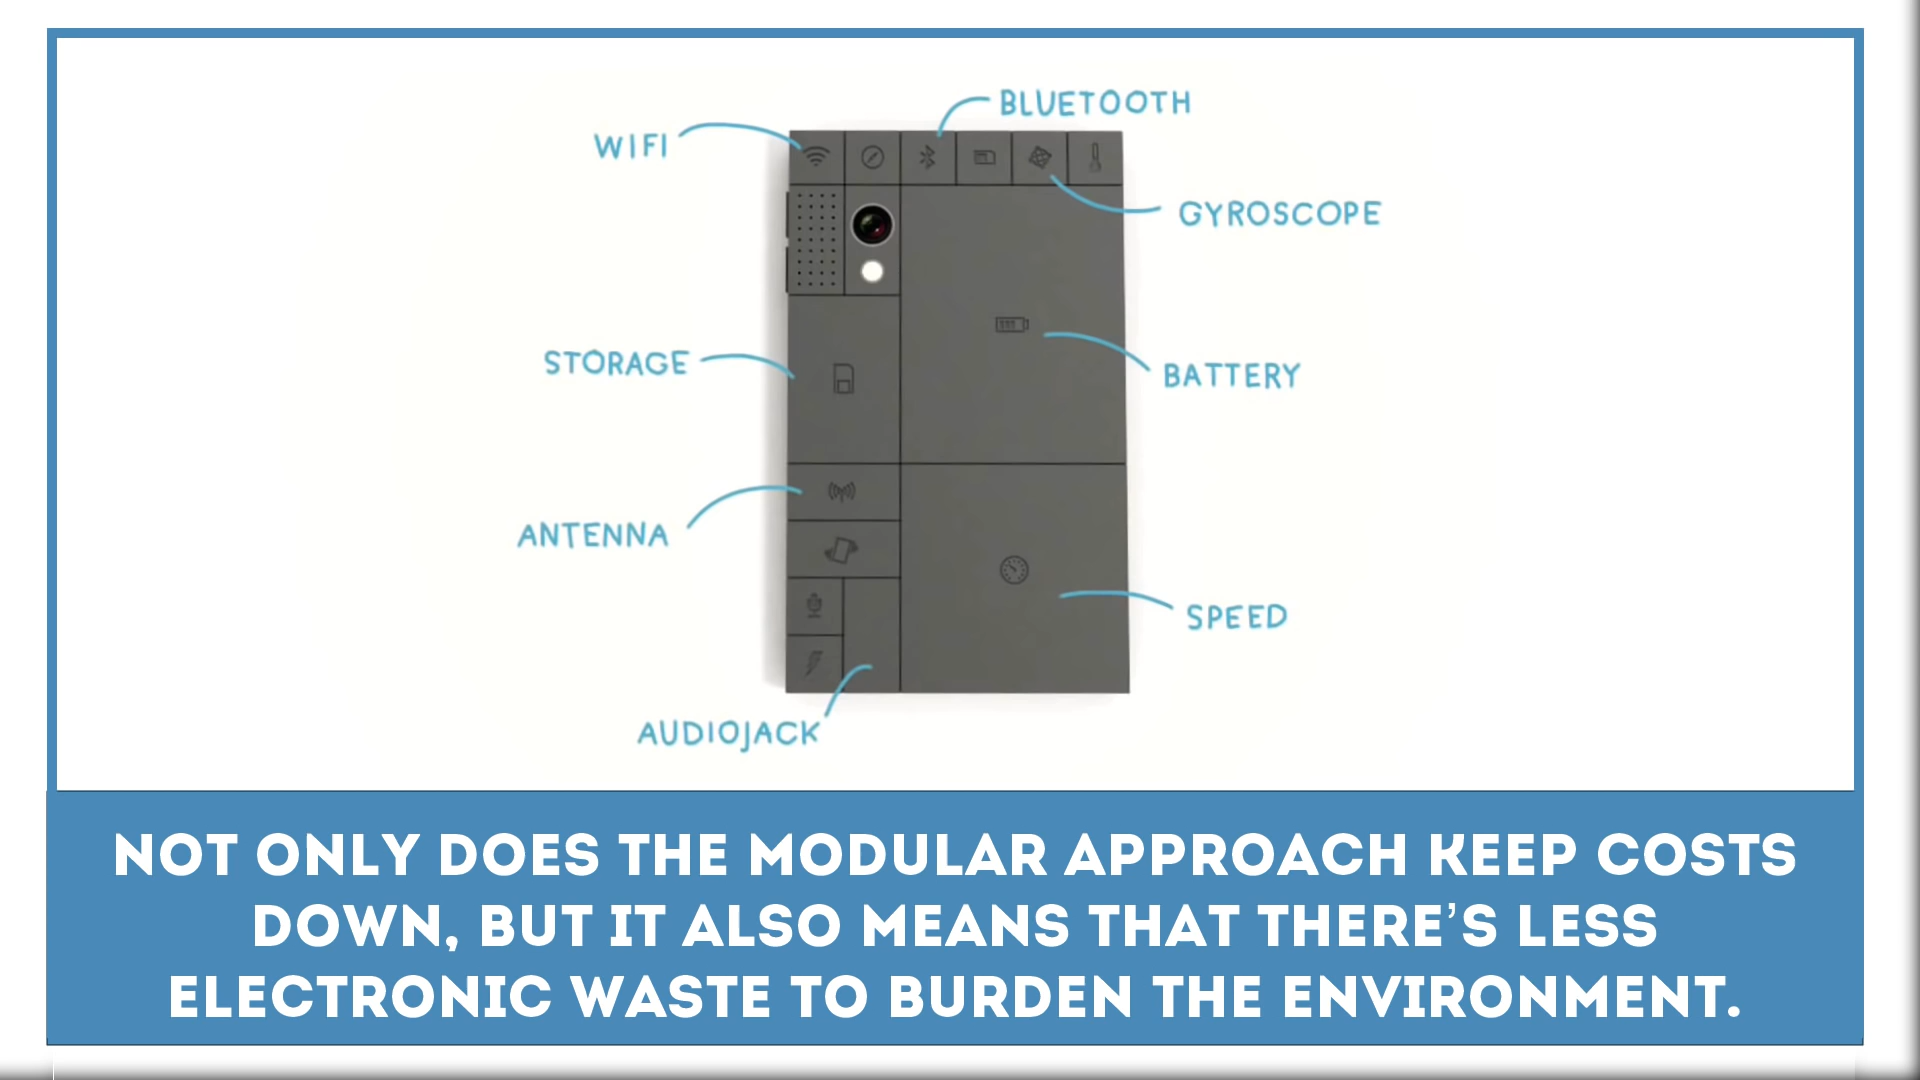 BLUETOOTH
WIFI
GYROSCOPE
STORAGE
BATTERY
ANTENNA
SPEED
AUDIOJACK
NOT ONLY DOES THE MODULAR APPROACH KEEP COSTS
DOWN, BUT IT ALSO MEANS THAT THERE’S LESS
ELECTRONIC WASTE TO BURDEN THE ENVIRONMENT.